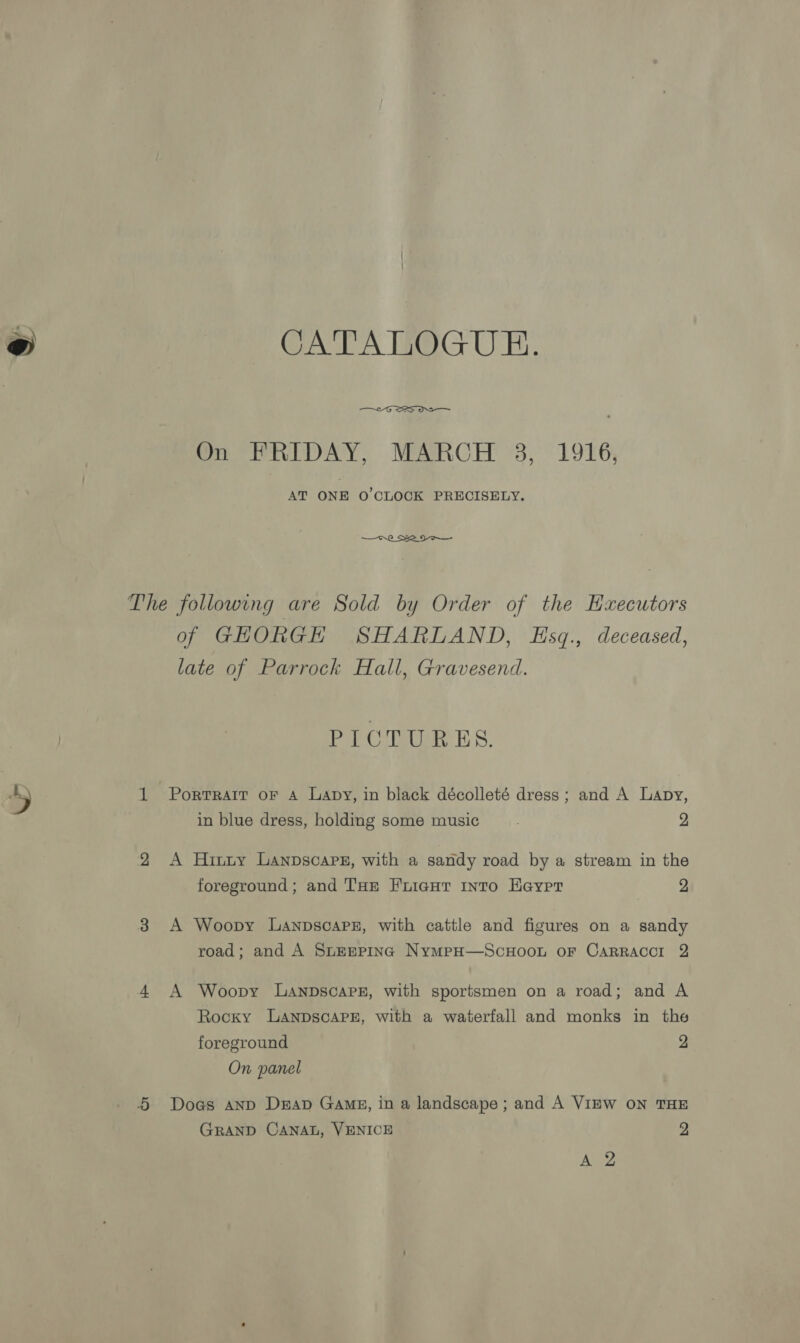 CATALOGUE.
On FRIDAY, MARCH 3, 1916,
AT ONE O'CLOCK PRECISELY.
The following are Sold by Order of the Executors
of GEORGE SHARLAND, Esq., deceased,
late of Parrock Hall, Gravesend.
PICTURES.
1 PORTRAIT OF A LADY, in black décolleté dress; and A LADY,
in blue dress, holding some music 2
2 A HILLY LANDSCAPE, with a sandy road by a stream in the
foreground; and THE FLIGHT INTO EGYPT 2
3 A WOODY LANDSCAPE, with cattle and figures on a sandy
road; and A SLEEPING NYMPH—SCHOOL OF CARRACCI 2
4 A WOODY LANDSCAPE, with sportsmen on a road; and A
ROCKY LANDSCAPE, with a waterfall and monks in the
foreground 2
On panel
5 DOGS AND DEAD GAME, in a landscape; and A VIEW ON THE
GRAND CANAL, VENICE 2
A 2